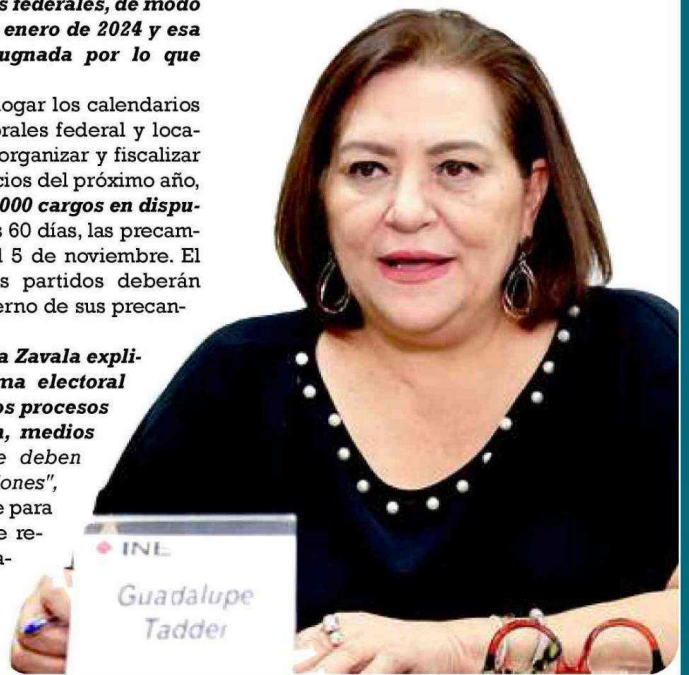 s federales, de modo
enero de 2024 y esa
ugnada por lo que
ogar los calendarios
orales federal y loca-
organizar y fiscalizar
cios del próximo año,
000 cargos en dispu-
s 60 días, las precam-
l 5 de noviembre. El
s partidos deberán
erno de sus precan-
a Zavala expli-
ma electoral
os procesos
a, medios
e deben
iones",
e para
e re-
a-
INE
Guadalupe
Taddei